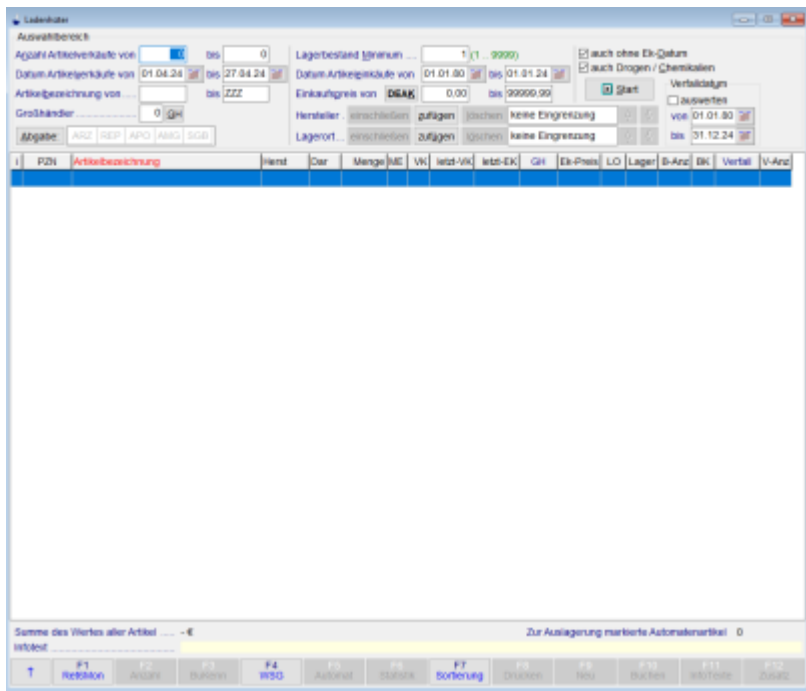 Ladenhüter
Auswahlbereich
Anzahl Artikelverkäufe von 0 bis 0 Lagerbestand Minimum .... 1 (1 .. 9999) auch ohne Ek-Datum
Datum Artikelverkäufe von 01.04.24 bis 27.04.24 Datum Artikeleinkäufe von 01.01.80 bis 01.01.24 auch Drogen / Chemikalien
Artikelbezeichnung von .... bis ZZZ Einkaufspreis von DEAK 0,00 bis 99999,99 Start Verfalldatum
auswerten
Großhändler 0 GH Hersteller . einschließen zufügen löschen keine Eingrenzung von 01.01.80
Abgabe: ARZ REP APO AMG SGB Lagerort... einschließen zufügen löschen keine Eingrenzung bis 31.12.24
PZN Artikelbezeichnung Herst Dar Menge ME VK letzt-VK letzt-EK GH Ek-Preis LO Lager B-Anz BK Verfall V-Anz
Summe des Wertes aller Artikel ..... - € Zur Auslagerung markierte Automatenartikel 0
Infotext
↑ F1 F2 F3 F4 F5 F6 F7 F8 F9 F10 F11 F12
RefeMon Anzahl WSG Automat Statistik Sortierung Drucken Neu Buchen InfoTexte Zusatz.